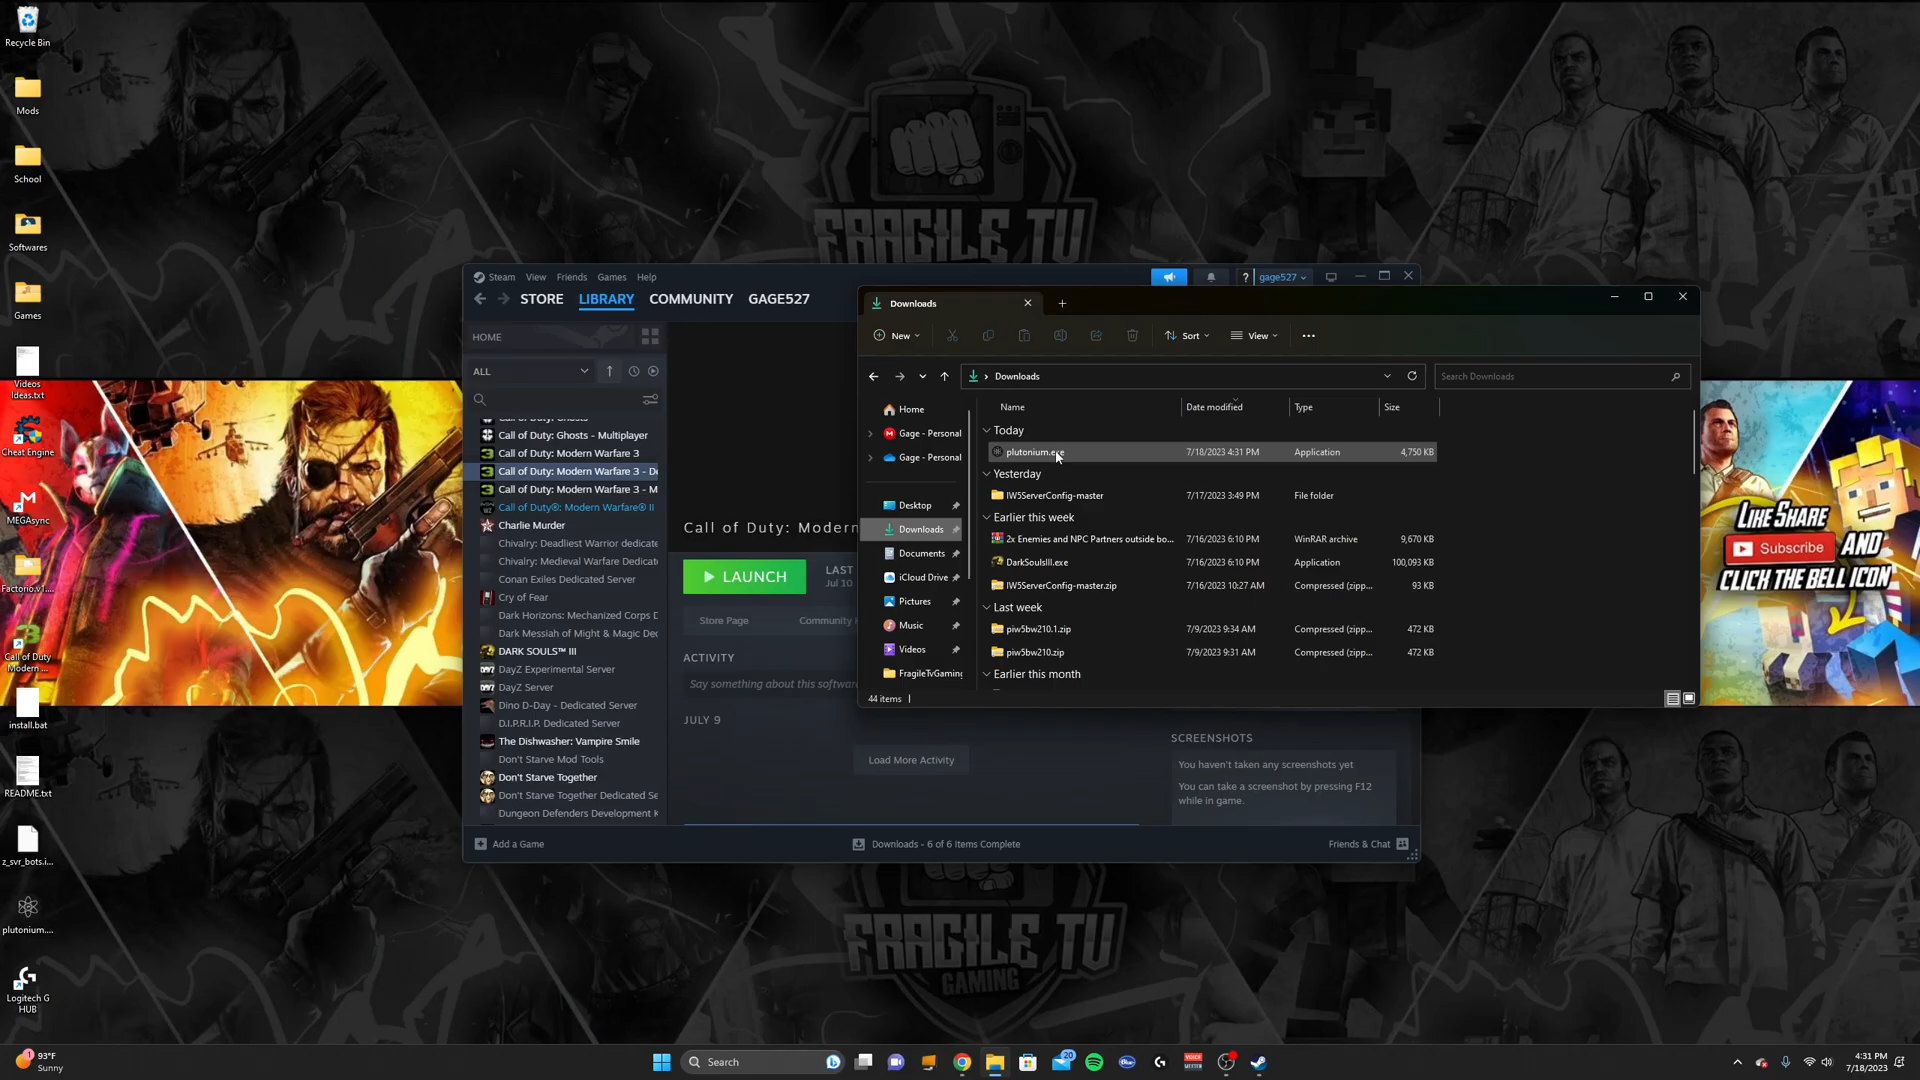 Recycle Bin
Mods
School
Softwares
Games
Videos
Ideas.txt
Cheat Engine
MEGAsync
Factorio.v1....
Call of Duty
Modern ...
install.bat
README.txt
z_svr_bots.i...
plutonium....
Logitech G
HUB
FRAGILE TV
Steam View Friends Games Help
gage527
STORE LIBRARY COMMUNITY GAGE527
HOME
ALL
Call of Duty: Ghosts
Call of Duty: Ghosts - Multiplayer
Call of Duty: Modern Warfare 3
Call of Duty: Modern Warfare 3 - De
Call of Duty: Modern Warfare 3 - M
Call of Duty®: Modern Warfare® II
Charlie Murder
Chivalry: Deadliest Warrior dedicate
Chivalry: Medieval Warfare Dedicate
Conan Exiles Dedicated Server
Cry of Fear
Dark Horizons: Mechanized Corps D
Dark Messiah of Might & Magic Dec
DARK SOULS™ III
DayZ Experimental Server
DayZ Server
Dino D-Day - Dedicated Server
D.I.P.R.I.P. Dedicated Server
The Dishwasher: Vampire Smile
Don't Starve Mod Tools
Don't Starve Together
Don't Starve Together Dedicated Se
Dungeon Defenders Development K
Call of Duty: Modern
LAUNCH
LAST
Jul 10
Store Page Community H
ACTIVITY
Say something about this software
JULY 9
Load More Activity
SCREENSHOTS
You haven't taken any screenshots yet
You can take a screenshot by pressing F12
while in game.
Add a Game
Downloads - 6 of 6 Items Complete
Friends & Chat
Downloads
New
Sort
View
Downloads
Search Downloads
Home
Gage - Personal
Gage - Personal
Desktop
Downloads
Documents
iCloud Drive
Pictures
Music
Videos
FragileTvGaming
Name Date modified Type Size
Today
plutonium.exe 7/18/2023 4:31 PM Application 4,750 KB
Yesterday
IW5ServerConfig-master 7/17/2023 3:49 PM File folder
Earlier this week
2x Enemies and NPC Partners outside bo... 7/16/2023 6:10 PM WinRAR archive 9,670 KB
DarkSoulsIII.exe 7/16/2023 6:10 PM Application 100,093 KB
IW5ServerConfig-master.zip 7/16/2023 10:27 AM Compressed (zipp... 93 KB
Last week
piw5bw210.1.zip 7/9/2023 9:34 AM Compressed (zipp... 472 KB
piw5bw210.zip 7/9/2023 9:31 AM Compressed (zipp... 472 KB
Earlier this month
44 items
LIKE SHARE
Subscribe AND
CLICK THE BELL ICON
FRAGILE TV
GAMING
1
93°F
Sunny
Search
20
4:31 PM
7/18/2023